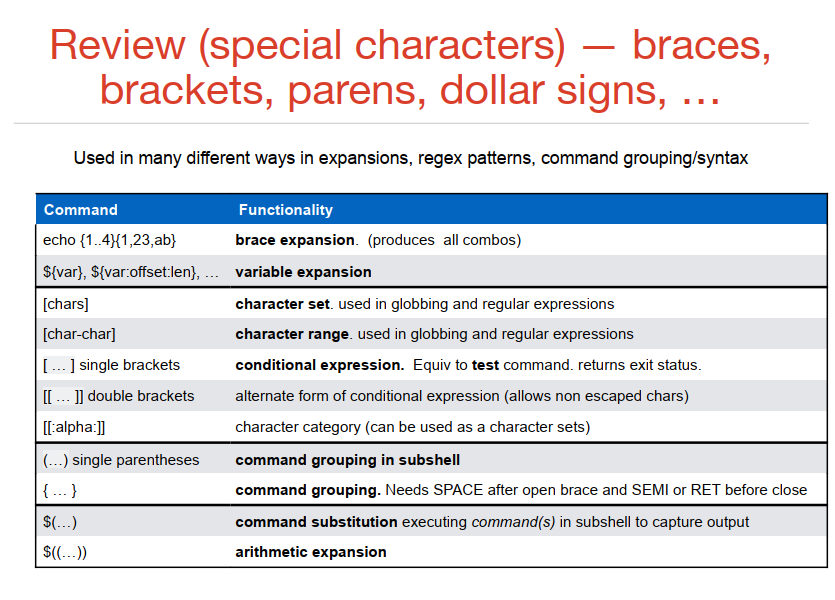 Review (special characters) — braces,
brackets, parens, dollar signs, …
Used in many different ways in expansions, regex patterns, command grouping/syntax
Command Functionality
echo {1..4}{1,23,ab} brace expansion. (produces all combos)
${var}, ${var:offset:len}, … variable expansion
[chars] character set. used in globbing and regular expressions
[char-char] character range. used in globbing and regular expressions
[ … ] single brackets conditional expression. Equiv to test command. returns exit status.
[[ … ]] double brackets alternate form of conditional expression (allows non escaped chars)
[[:alpha:]] character category (can be used as a character sets)
(…) single parentheses command grouping in subshell
{ … } command grouping. Needs SPACE after open brace and SEMI or RET before close
$(…) command substitution executing command(s) in subshell to capture output
$((…)) arithmetic expansion